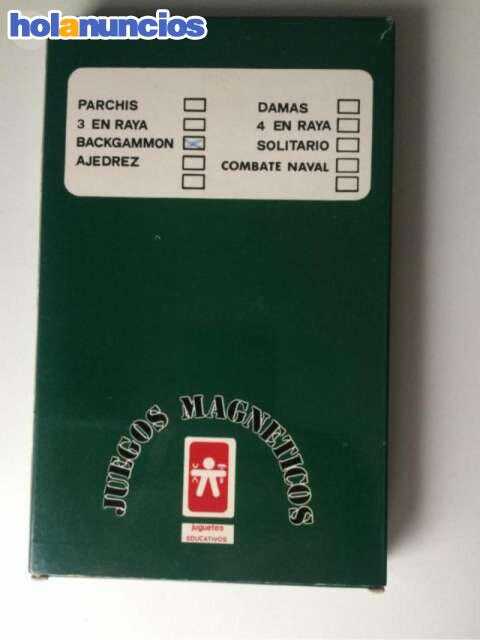 holanuncios
PARCHIS
3 EN RAYA
BACKGAMMON
AJEDREZ
DAMAS
4 EN RAYA
SOLITARIO
COMBATE NAVAL
JUEGOS MAGNETICOS
juguetes
EDUCATIVOS